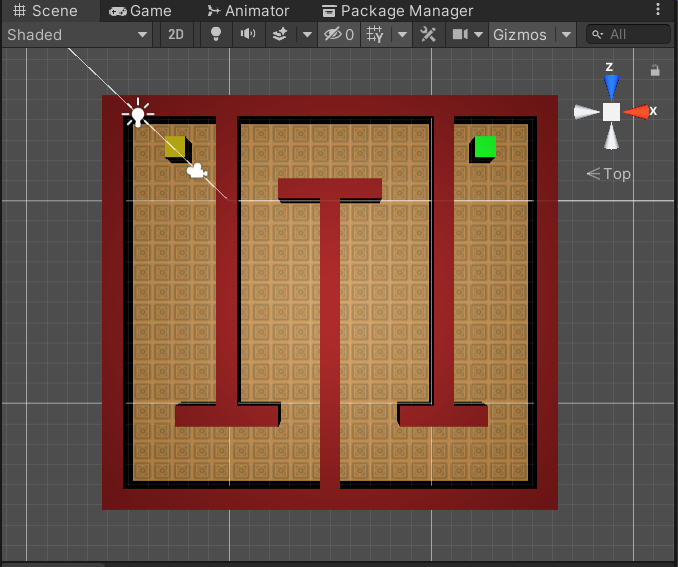 Scene Game Animator Package Manager
Shaded 2D 0 Gizmos All
z
x
Top